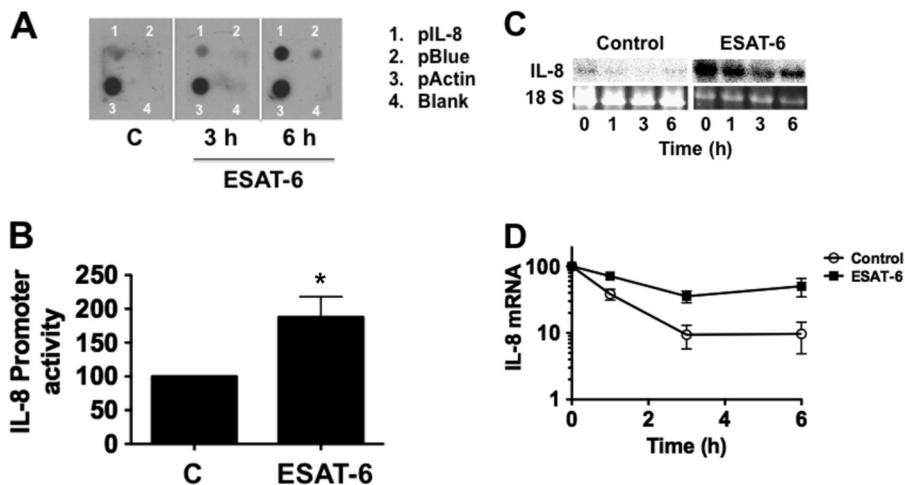 A
1 2 1 2 1 2
3 4 3 4 3 4
C 3 h 6 h
ESAT-6
1. pIL-8
2. pBlue
3. pActin
4. Blank
C
Control ESAT-6
IL-8
18 S
0 1 3 6 0 1 3 6
Time (h)
B
IL-8 Promoter
activity
250
200
150
100
50
0
*
C ESAT-6
D
IL-8 mRNA
100
10
1
0 2 4 6
Time (h)
Control
ESAT-6